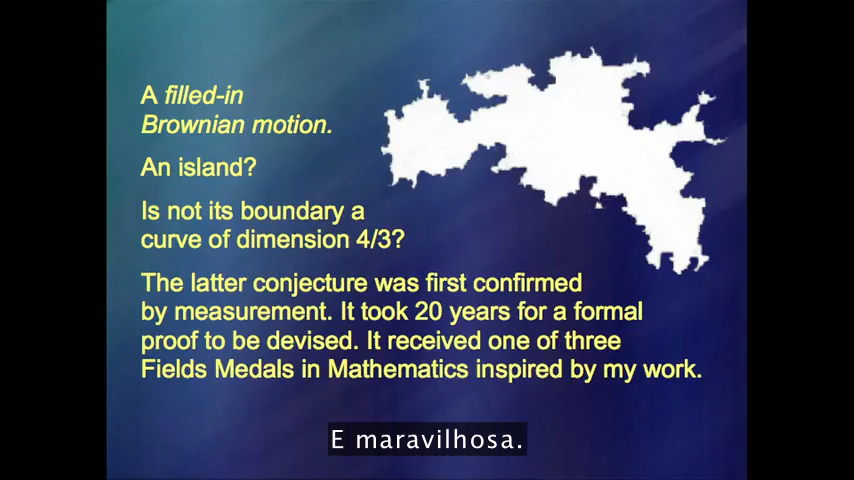 A filled-in
Brownian motion.
An island?
Is not its boundary a
curve of dimension 4/3?
The latter conjecture was first confirmed
by measurement. It took 20 years for a formal
proof to be devised. It received one of three
Fields Medals in Mathematics inspired by my work.
E maravilhosa.